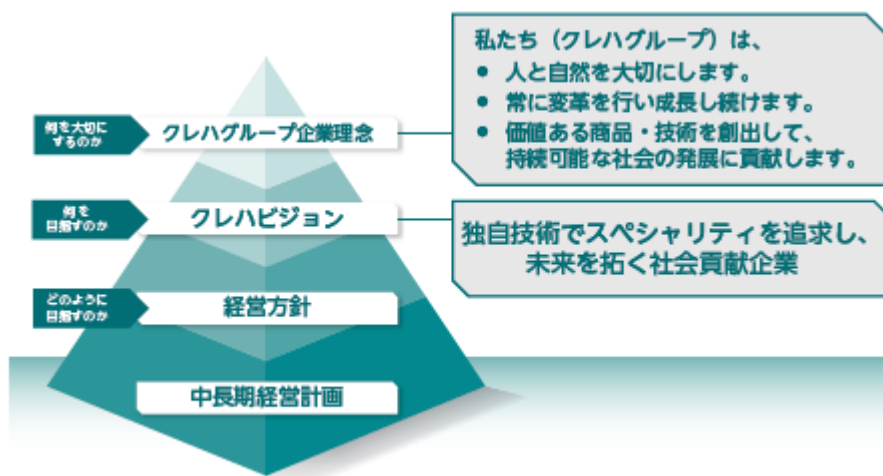 私たち（クレハグループ）は、
● 人と自然を大切にします。
● 常に変革を行い成長し続けます。
● 価値ある商品・技術を創出して、
持続可能な社会の発展に貢献します。
何を大切に
するのか
クレハグループ企業理念
何を
目指すのか
クレハビジョン
独自技術でスペシャリティを追求し、
未来を拓く社会貢献企業
どのように
目指すのか
経営方針
中長期経営計画